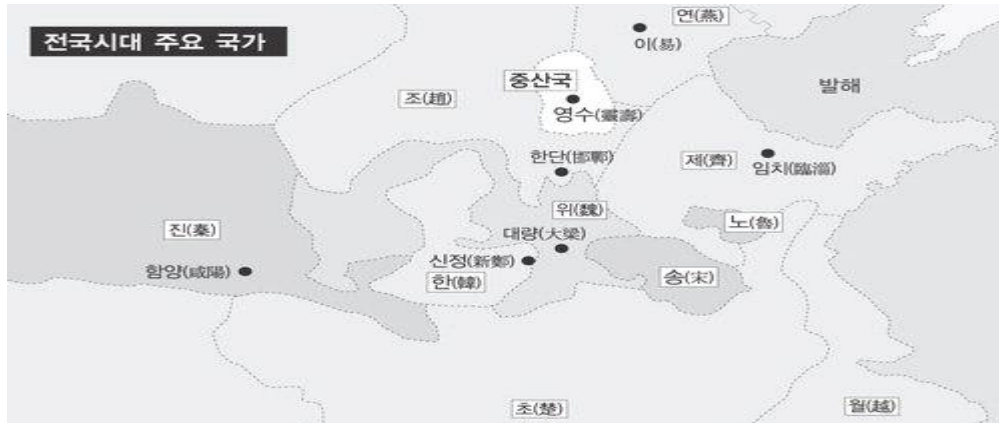 전국시대 주요 국가
연(燕)
이(易)
중산국
영수(靈壽)
조(趙)
발해
한단(邯鄲)
제(齊)
임치(臨淄)
위(魏)
노(魯)
진(秦)
대량(大梁)
신정(新鄭)
함양(咸陽)
한(韓)
송(宋)
초(楚)
월(越)